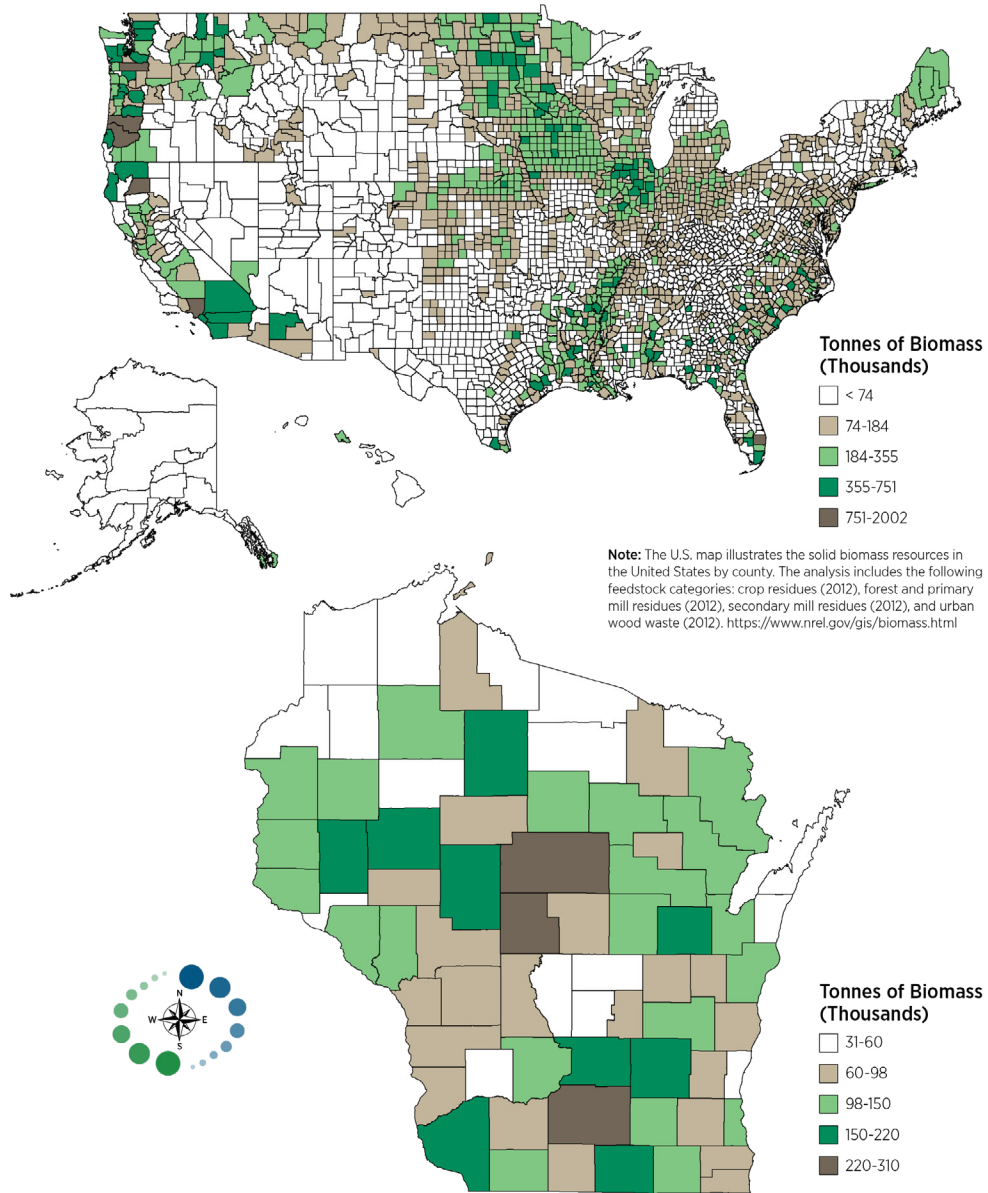 Tonnes of Biomass
(Thousands)
< 74
74-184
184-355
355-751
751-2002
Note: The U.S. map illustrates the solid biomass resources in
the United States by county. The analysis includes the following
feedstock categories: crop residues (2012), forest and primary
mill residues (2012), secondary mill residues (2012), and urban
wood waste (2012). https://www.nrel.gov/gis/biomass.html
N
W E
S
Tonnes of Biomass
(Thousands)
31-60
60-98
98-150
150-220
220-310